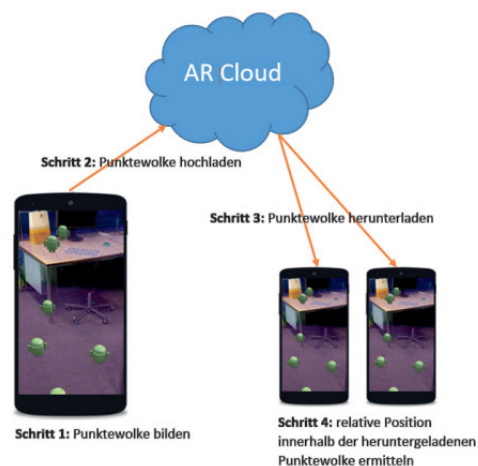 AR Cloud
Schritt 2: Punktewolke hochladen
Schritt 3: Punktewolke herunterladen
Schritt 1: Punktewolke bilden
Schritt 4: relative Position
innerhalb der heruntergeladenen
Punktewolke ermitteln